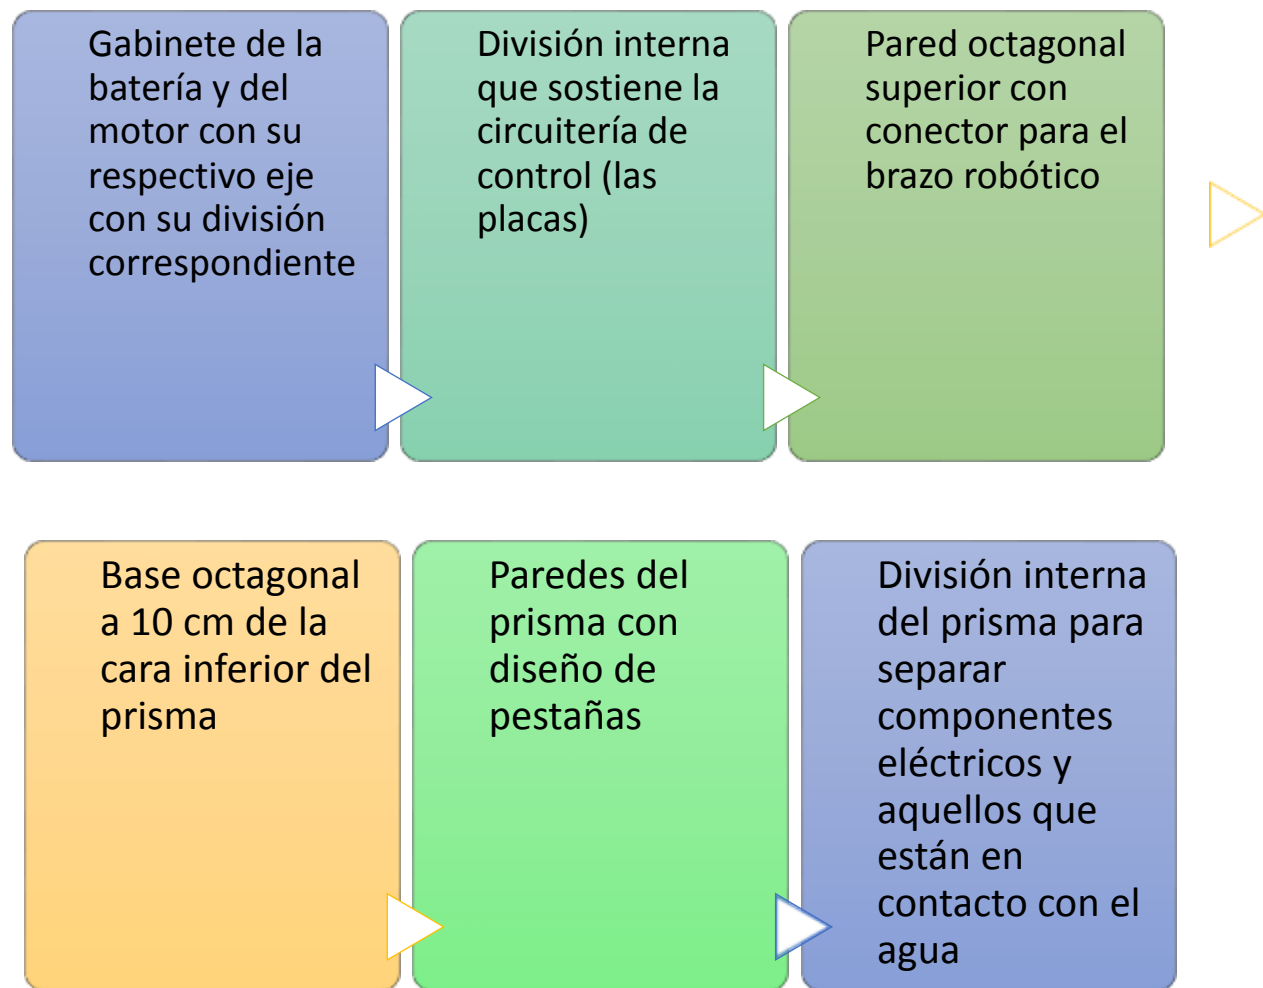 Gabinete de la
batería y del
motor con su
respectivo eje
con su división
correspondiente
División interna
que sostiene la
circuitería de
control (las
placas)
Pared octagonal
superior con
conector para el
brazo robótico
Base octagonal
a 10 cm de la
cara inferior del
prisma
Paredes del
prisma con
diseño de
pestañas
División interna
del prisma para
separar
componentes
eléctricos y
aquellos que
están en
contacto con el
agua